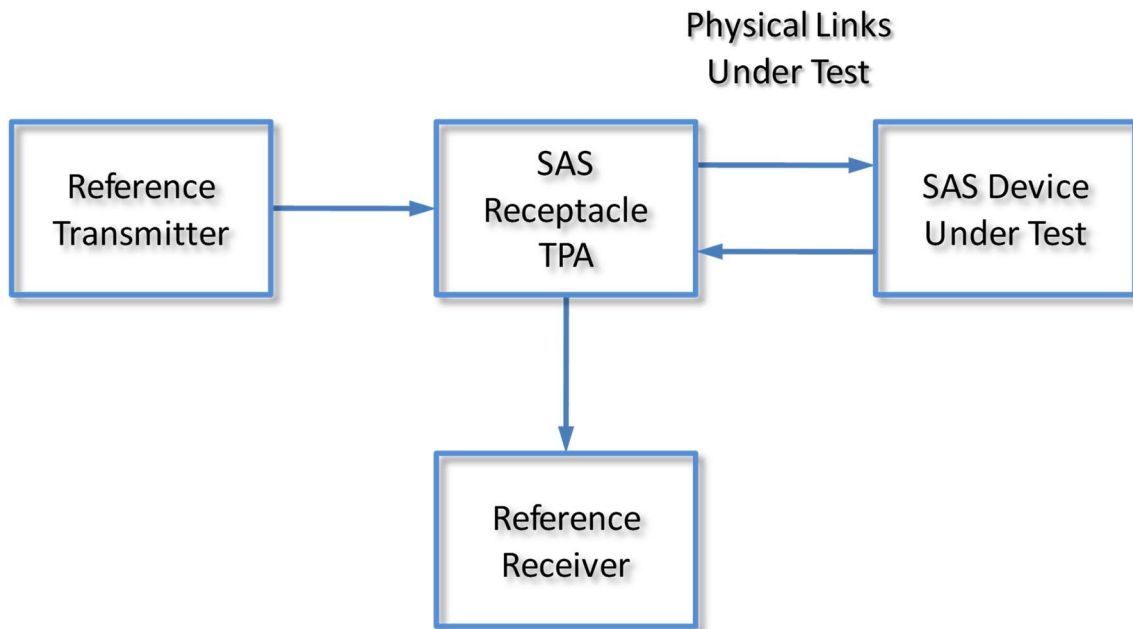 Physical Links
Under Test
Reference
Transmitter
SAS
Receptacle
TPA
SAS Device
Under Test
Reference
Receiver